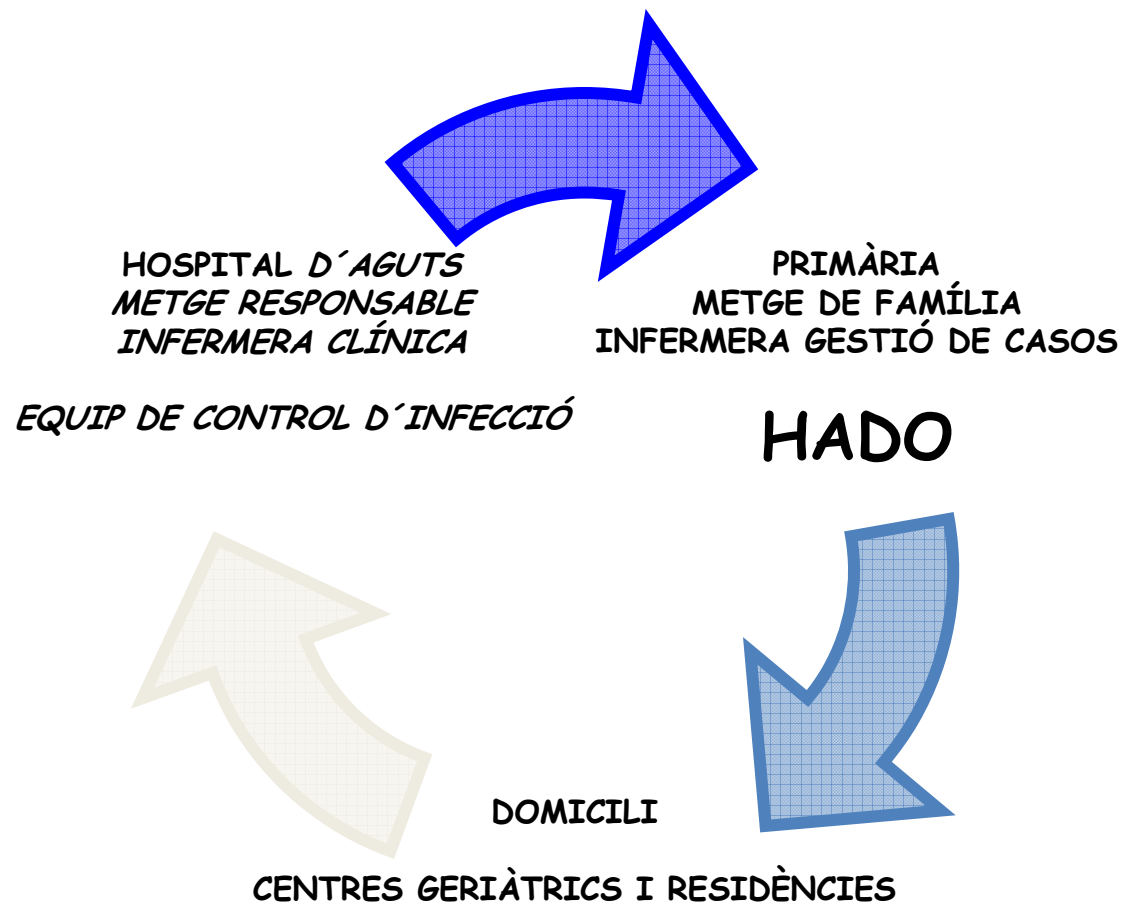 HOSPITAL D´AGUTS
METGE RESPONSABLE
INFERMERA CLÍNICA
EQUIP DE CONTROL D´INFECCIÓ
PRIMÀRIA
METGE DE FAMÍLIA
INFERMERA GESTIÓ DE CASOS
HADO
DOMICILI
CENTRES GERIÀTRICS I RESIDÈNCIES